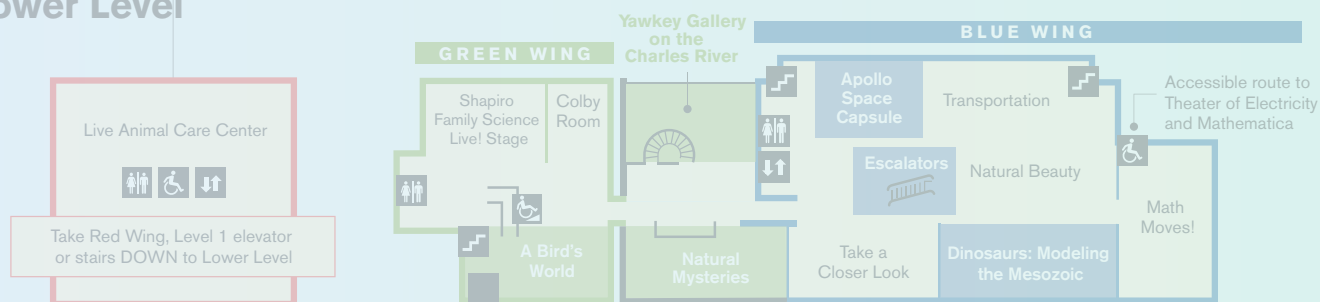 ower Level
Live Animal Care Center
Take Red Wing, Level 1 elevator
or stairs DOWN to Lower Level
GREEN WING
Shapiro
Family Science
Live! Stage
Colby
Room
A Bird's
World
Yawkey Gallery
on the
Charles River
Natural
Mysteries
BLUE WING
Apollo
Space
Capsule
Transportation
Escalators
Natural Beauty
Take a
Closer Look
Dinosaurs: Modeling
the Mesozoic
Math
Moves!
Accessible route to
Theater of Electricity
and Mathematica